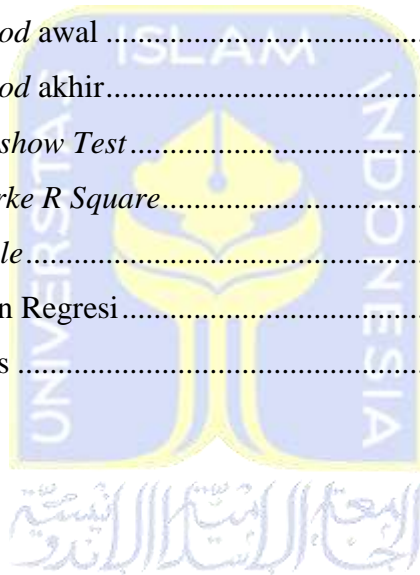 od awal ........................................
od akhir........................................
show Test........................................
rke R Square........................................
le........................................
n Regresi........................................
s ........................................
UNIVERSITAS ISLAM INDONESIA